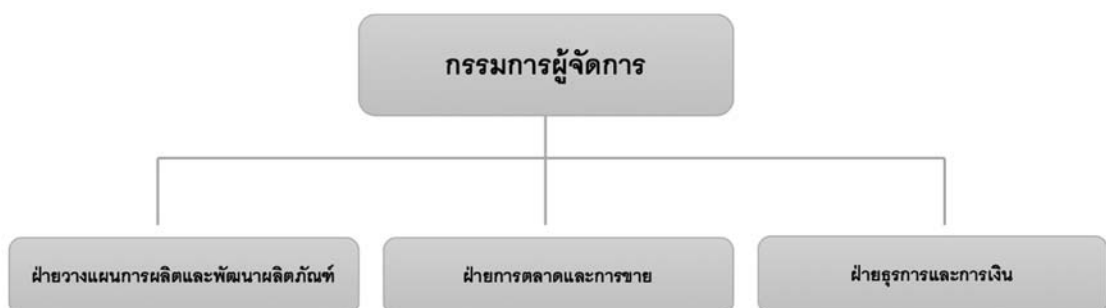 กรรมการผู้จัดการ
ฝ่ายวางแผนการผลิตและพัฒนาผลิตภัณฑ์
ฝ่ายการตลาดและการขาย
ฝ่ายธุรการและการเงิน